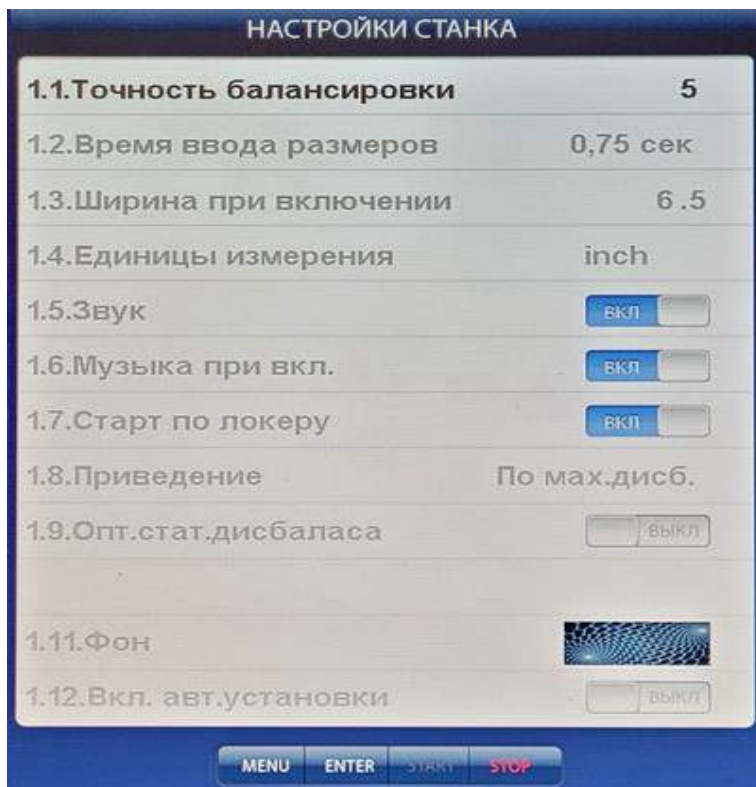 НАСТРОЙКИ СТАНКА
1.1.Точность балансировки 5
1.2.Время ввода размеров 0,75 сек
1.3.Ширина при включении 6.5
1.4.Единицы измерения inch
1.5.Звук ВКЛ
1.6.Музыка при вкл. ВКЛ
1.7.Старт по локеру ВКЛ
1.8.Приведение По мах.дисб.
1.9.Опт.стат.дисбаласа ВЫКЛ
1.11.Фон
1.12.Вкл. авт.установки ВЫКЛ
MENU ENTER START STOP